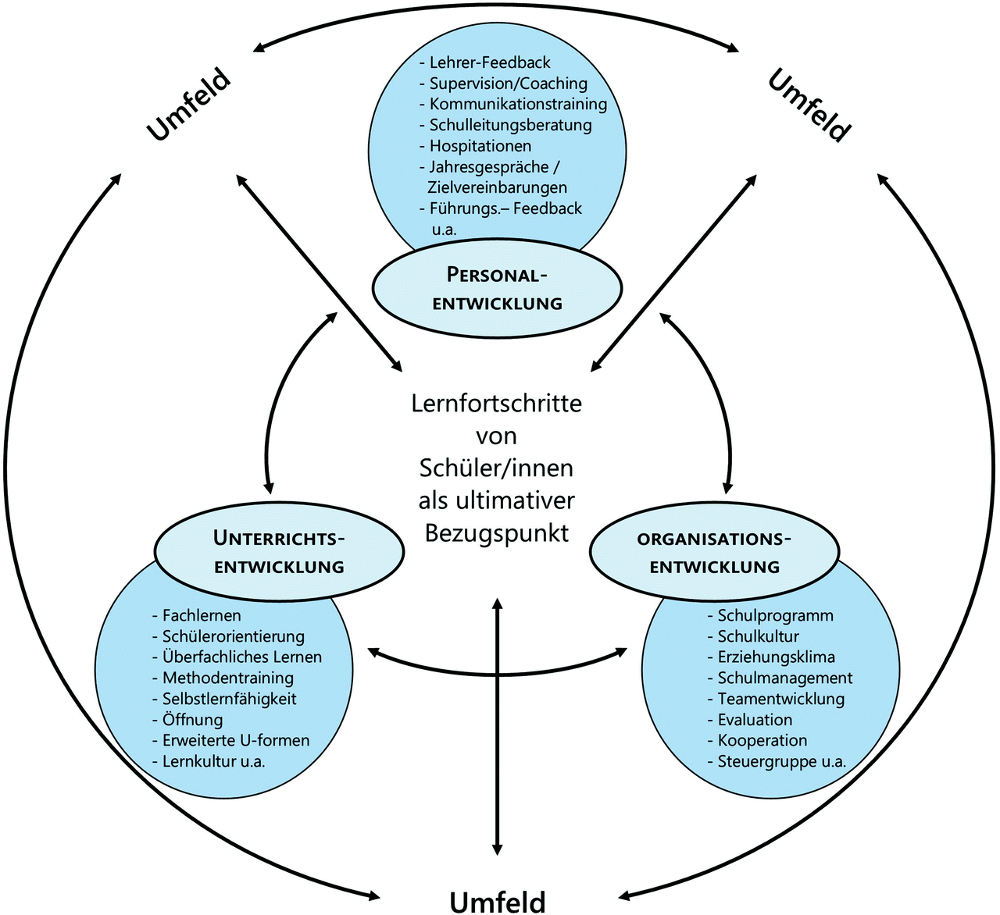 Umfeld
Umfeld
- Lehrer-Feedback
- Supervision/Coaching
- Kommunikationstraining
- Schulleitungsberatung
- Hospitationen
- Jahresgespräche /
Zielvereinbarungen
- Führungs.– Feedback
u.a.
PERSONAL-
ENTWICKLUNG
Lernfortschritte
von
Schüler/innen
als ultimativer
Bezugspunkt
UNTERRICHTS-
ENTWICKLUNG
- Fachlernen
- Schülerorientierung
- Überfachliches Lernen
- Methodentraining
- Selbstlernfähigkeit
- Öffnung
- Erweiterte U-formen
- Lernkultur u.a.
ORGANISATIONS-
ENTWICKLUNG
- Schulprogramm
- Schulkultur
- Erziehungsklima
- Schulmanagement
- Teamentwicklung
- Evaluation
- Kooperation
- Steuergruppe u.a.
Umfeld